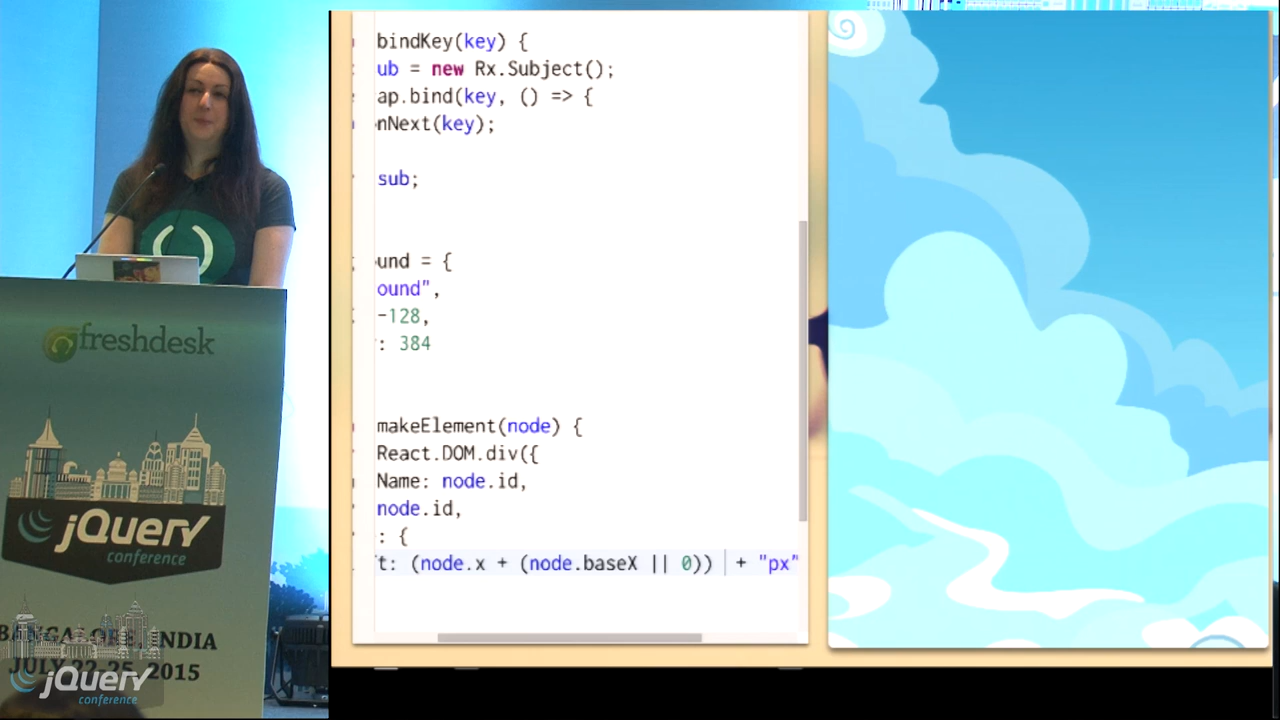 bindKey(key) {
ub = new Rx.Subject();
ap.bind(key, () => {
nNext(key);
sub;
und = {
ound",
-128,
: 384
makeElement(node) {
React.DOM.div({
Name: node.id,
node.id,
: {
t: (node.x + (node.baseX || 0)) + "px"
freshdesk
jQuery
conference
BANGALORE, INDIA
JULY 22-25, 2015
jQuery
conference